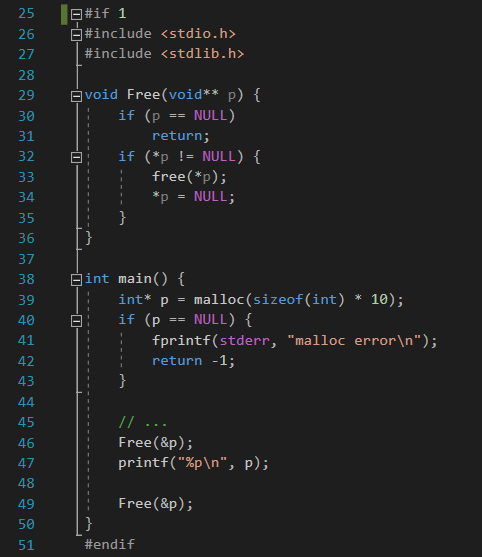 25 #if 1
26 #include <stdio.h>
27 #include <stdlib.h>
28
29 void Free(void** p) {
30     if (p == NULL)
31         return;
32     if (*p != NULL) {
33         free(*p);
34         *p = NULL;
35     }
36 }
37
38 int main() {
39     int* p = malloc(sizeof(int) * 10);
40     if (p == NULL) {
41         fprintf(stderr, "malloc error\n");
42         return -1;
43     }
44
45     // ...
46     Free(&p);
47     printf("%p\n", p);
48
49     Free(&p);
50 }
51 #endif